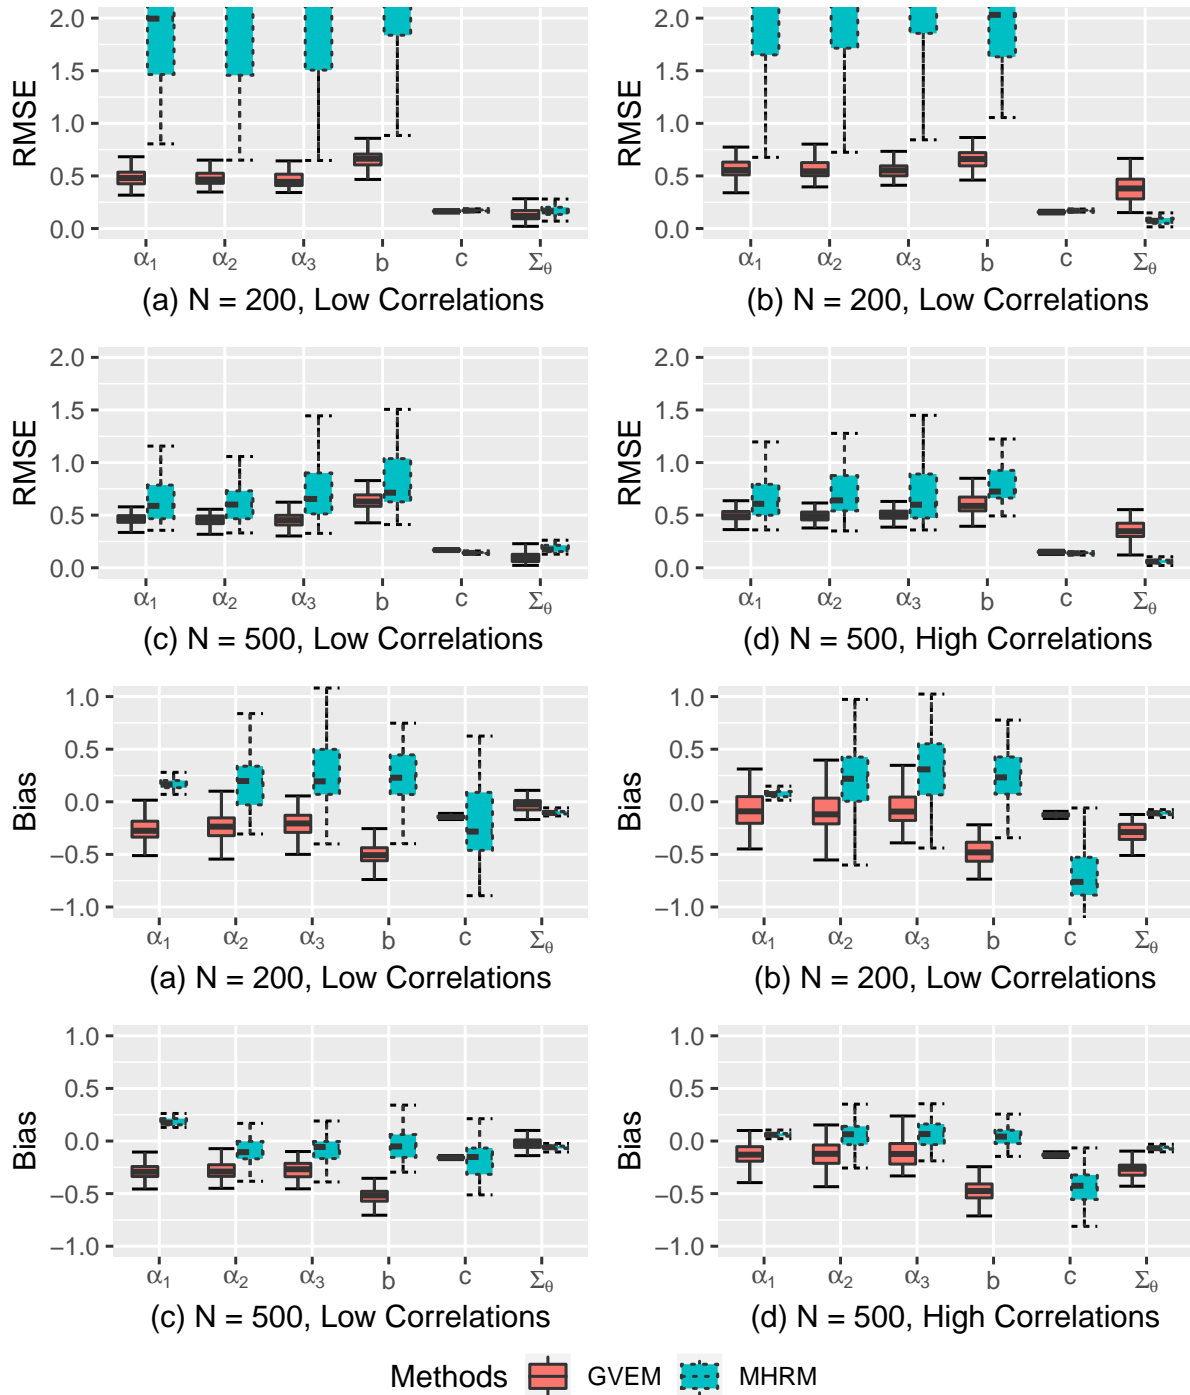 RMSE
2.0
1.5
1.0
0.5
0.0
α1 α2 α3 b c Σθ
(a) N = 200, Low Correlations
RMSE
2.0
1.5
1.0
0.5
0.0
α1 α2 α3 b c Σθ
(b) N = 200, Low Correlations
RMSE
2.0
1.5
1.0
0.5
0.0
α1 α2 α3 b c Σθ
(c) N = 500, Low Correlations
RMSE
2.0
1.5
1.0
0.5
0.0
α1 α2 α3 b c Σθ
(d) N = 500, High Correlations
Bias
1.0
0.5
0.0
−0.5
−1.0
α1 α2 α3 b c Σθ
(a) N = 200, Low Correlations
Bias
1.0
0.5
0.0
−0.5
−1.0
α1 α2 α3 b c Σθ
(b) N = 200, Low Correlations
Bias
1.0
0.5
0.0
−0.5
−1.0
α1 α2 α3 b c Σθ
(c) N = 500, Low Correlations
Bias
1.0
0.5
0.0
−0.5
−1.0
α1 α2 α3 b c Σθ
(d) N = 500, High Correlations
Methods GVEM MHRM